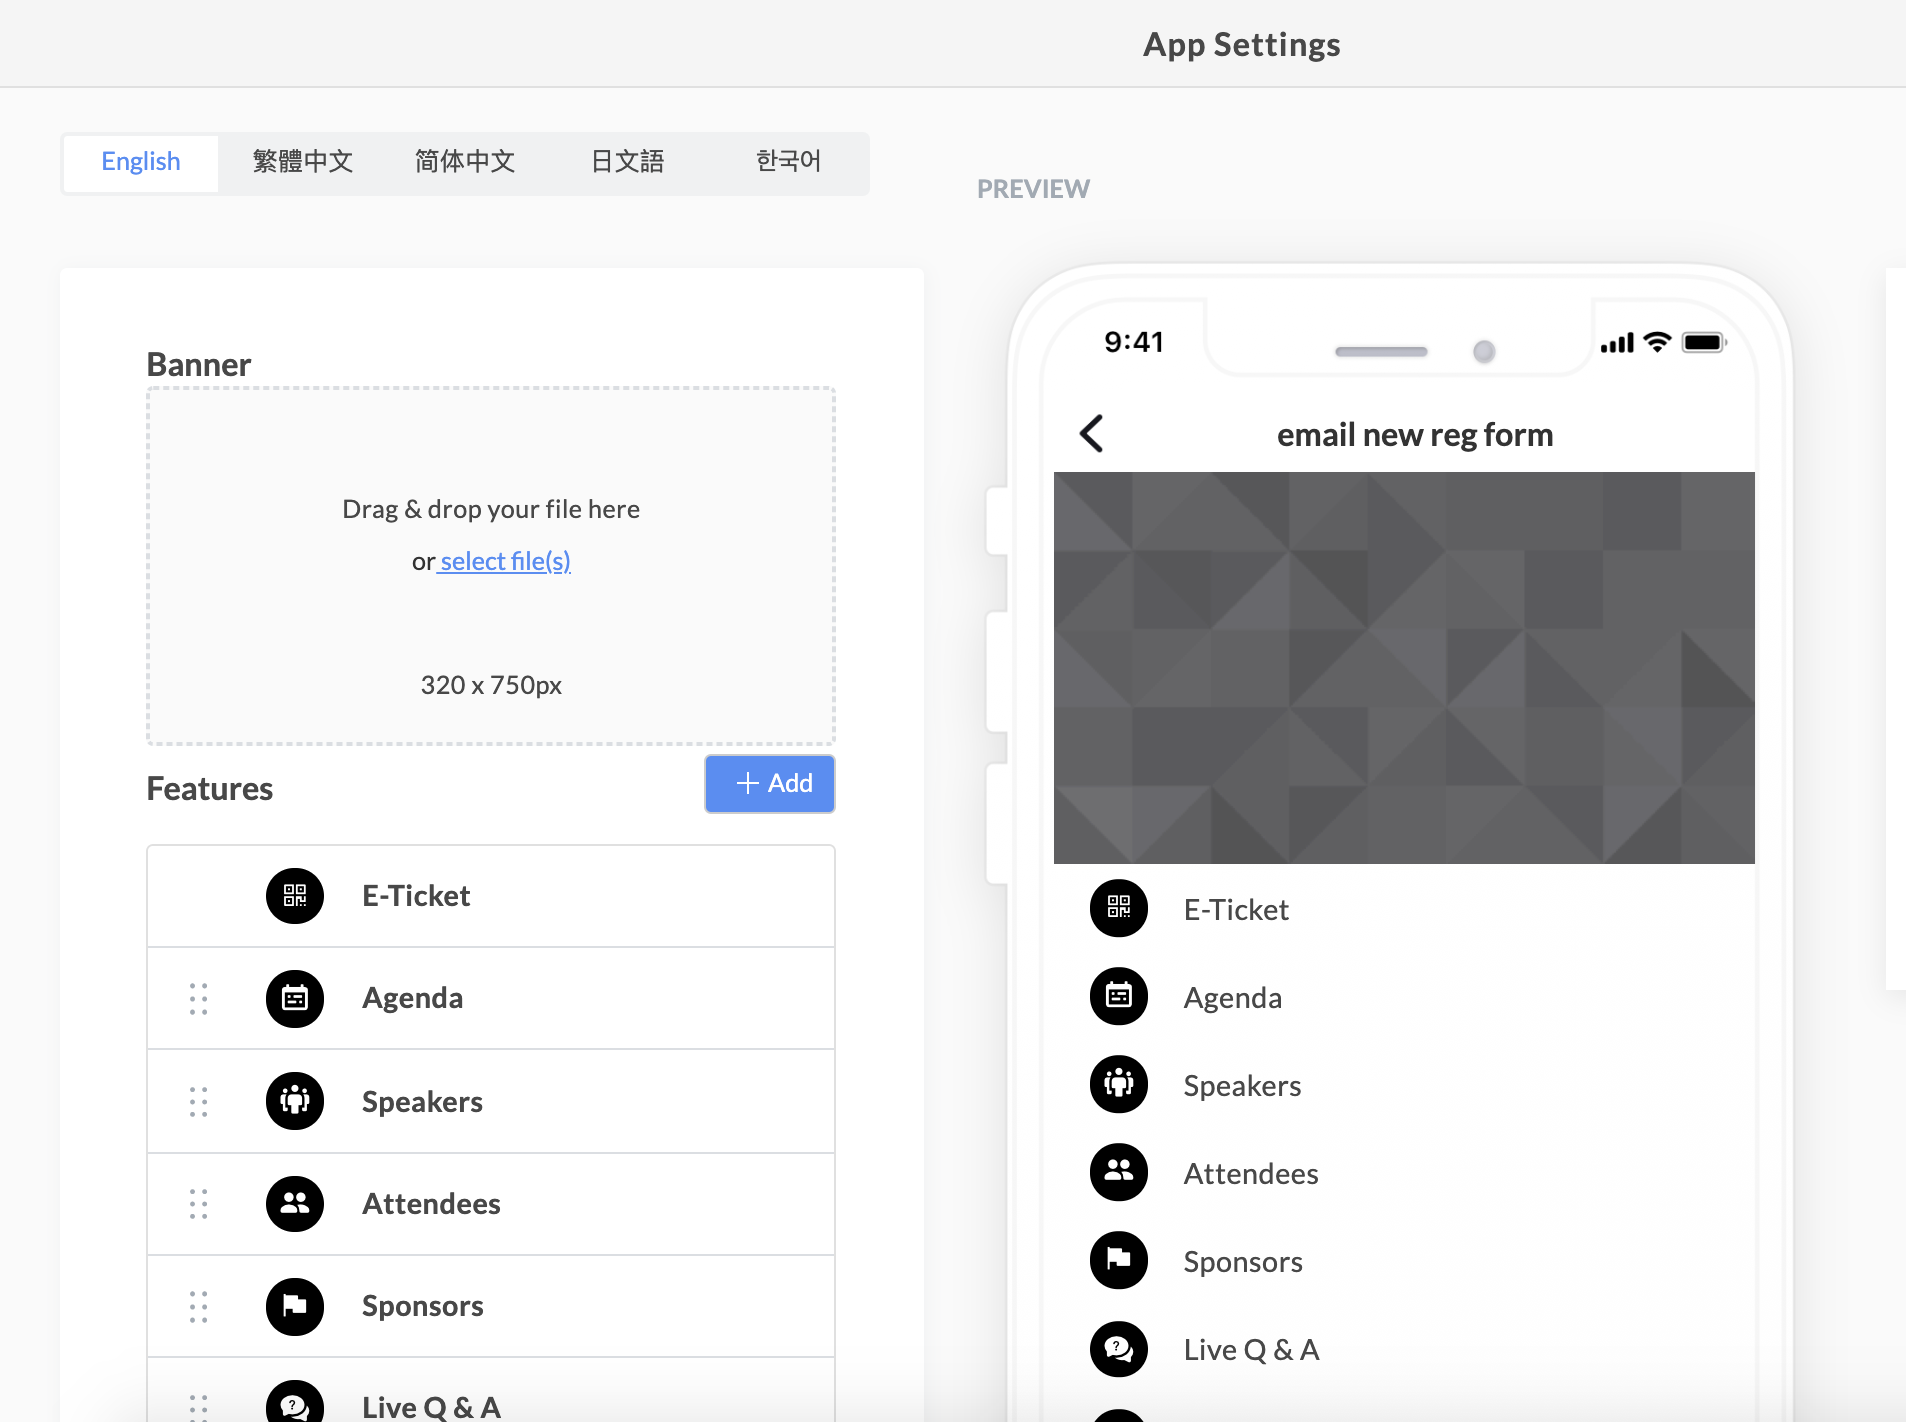 App Settings
English
繁體中文
简体中文
日文語
한국어
PREVIEW
Banner
Drag & drop your file here
or select file(s)
320 x 750px
Features
+ Add
E-Ticket
Agenda
Speakers
Attendees
Sponsors
Live Q & A
9:41
email new reg form
E-Ticket
Agenda
Speakers
Attendees
Sponsors
Live Q & A